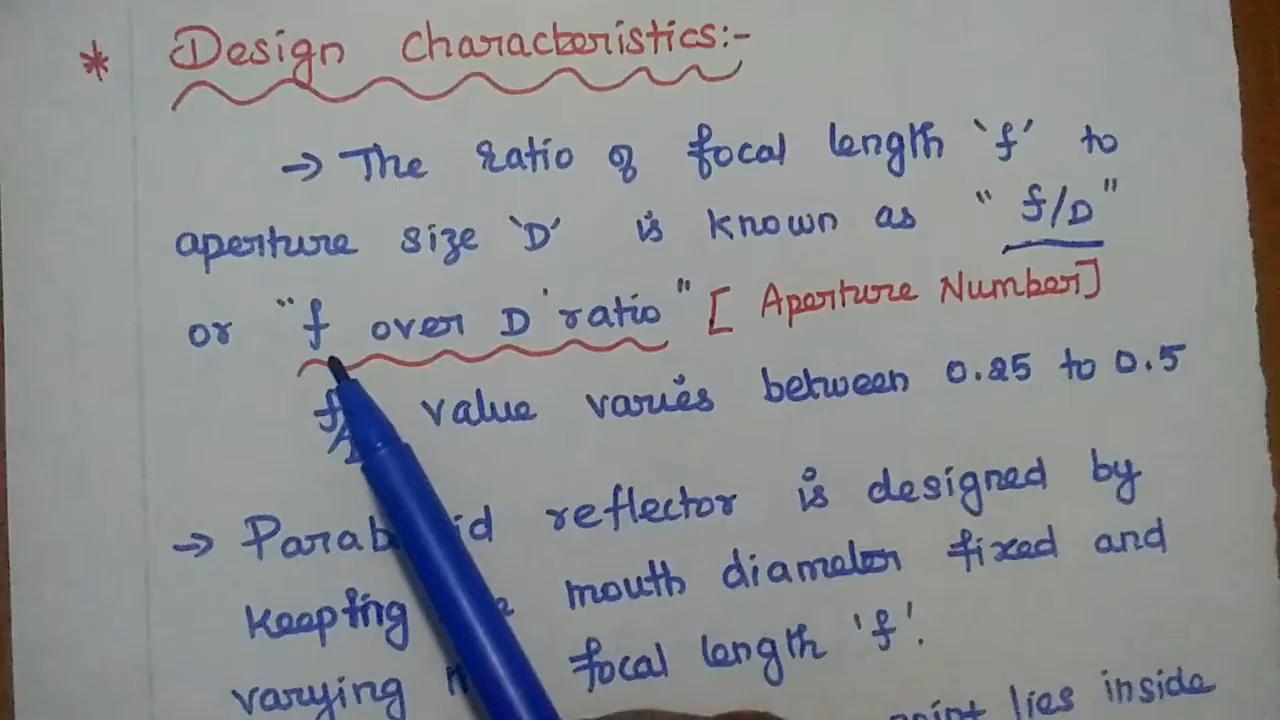 * Design characteristics:-
→ The ratio of focal length 'f' to
aperture size 'D' is known as "f/D"
or "f over D ratio" [Aperture Number]
value varies between 0.25 to 0.5
→ reflector is designed by
keeping mouth diameter fixed and
varying focal length 'f'.
lies inside